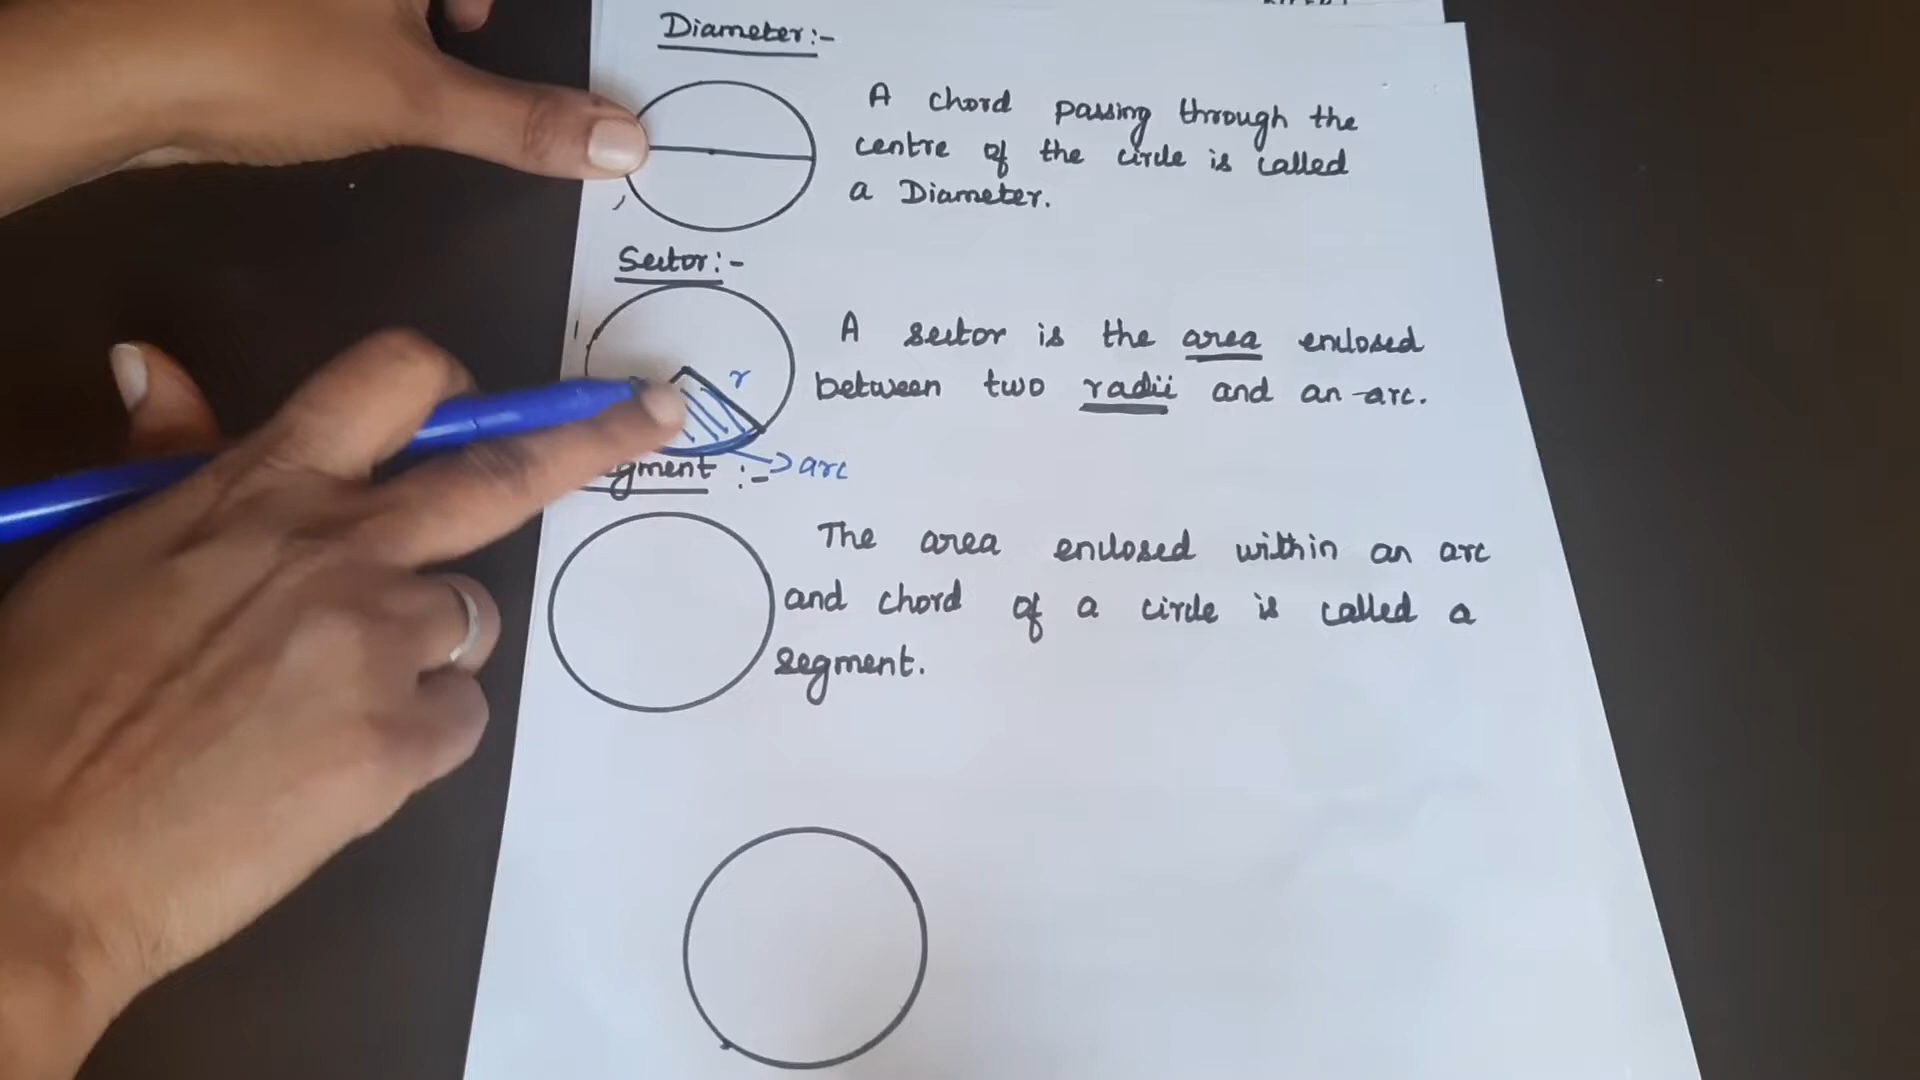 Diameter:-
A chord passing through the
centre of the circle is called
a Diameter.
Sector:-
A sector is the area enclosed
between two radii and an arc.
r
arc
gment :-
The area enclosed within an arc
and chord of a circle is called a
segment.